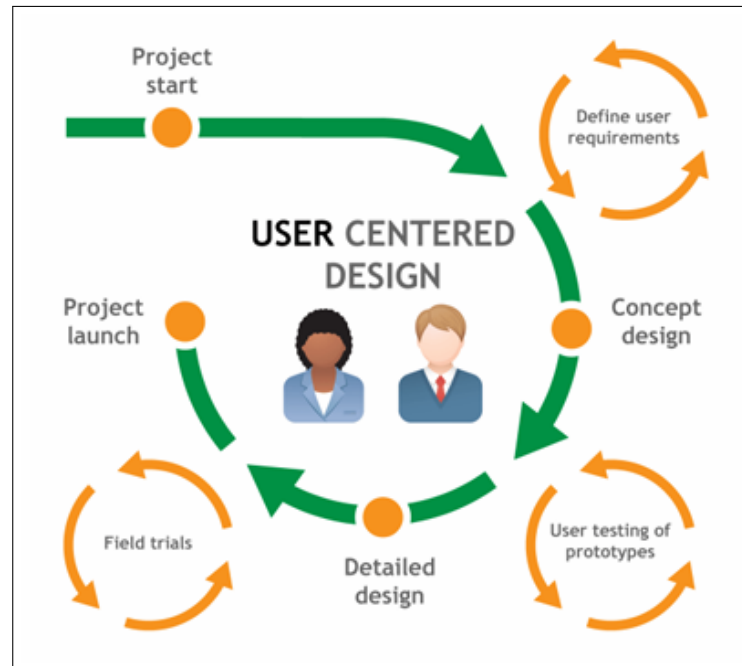 Project
start
Define user
requirements
USER CENTERED
DESIGN
Project
launch
Concept
design
Field trials
Detailed
design
User testing of
prototypes